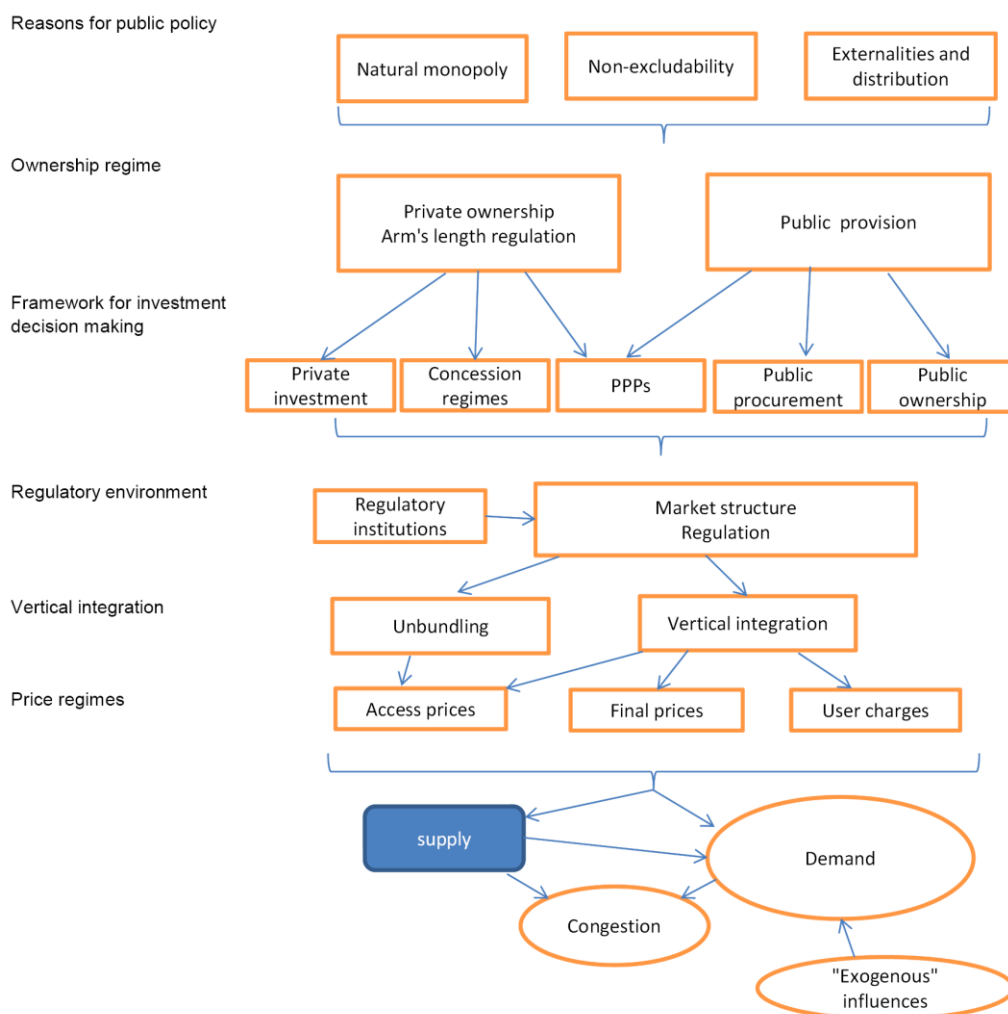 Reasons for public policy
Natural monopoly
Non-excludability
Externalities and
distribution
Ownership regime
Private ownership
Arm's length regulation
Public provision
Framework for investment
decision making
Private
investment
Concession
regimes
PPPs
Public
procurement
Public
ownership
Regulatory environment
Regulatory
institutions
Market structure
Regulation
Vertical integration
Unbundling
Vertical integration
Price regimes
Access prices
Final prices
User charges
supply
Demand
Congestion
"Exogenous"
influences